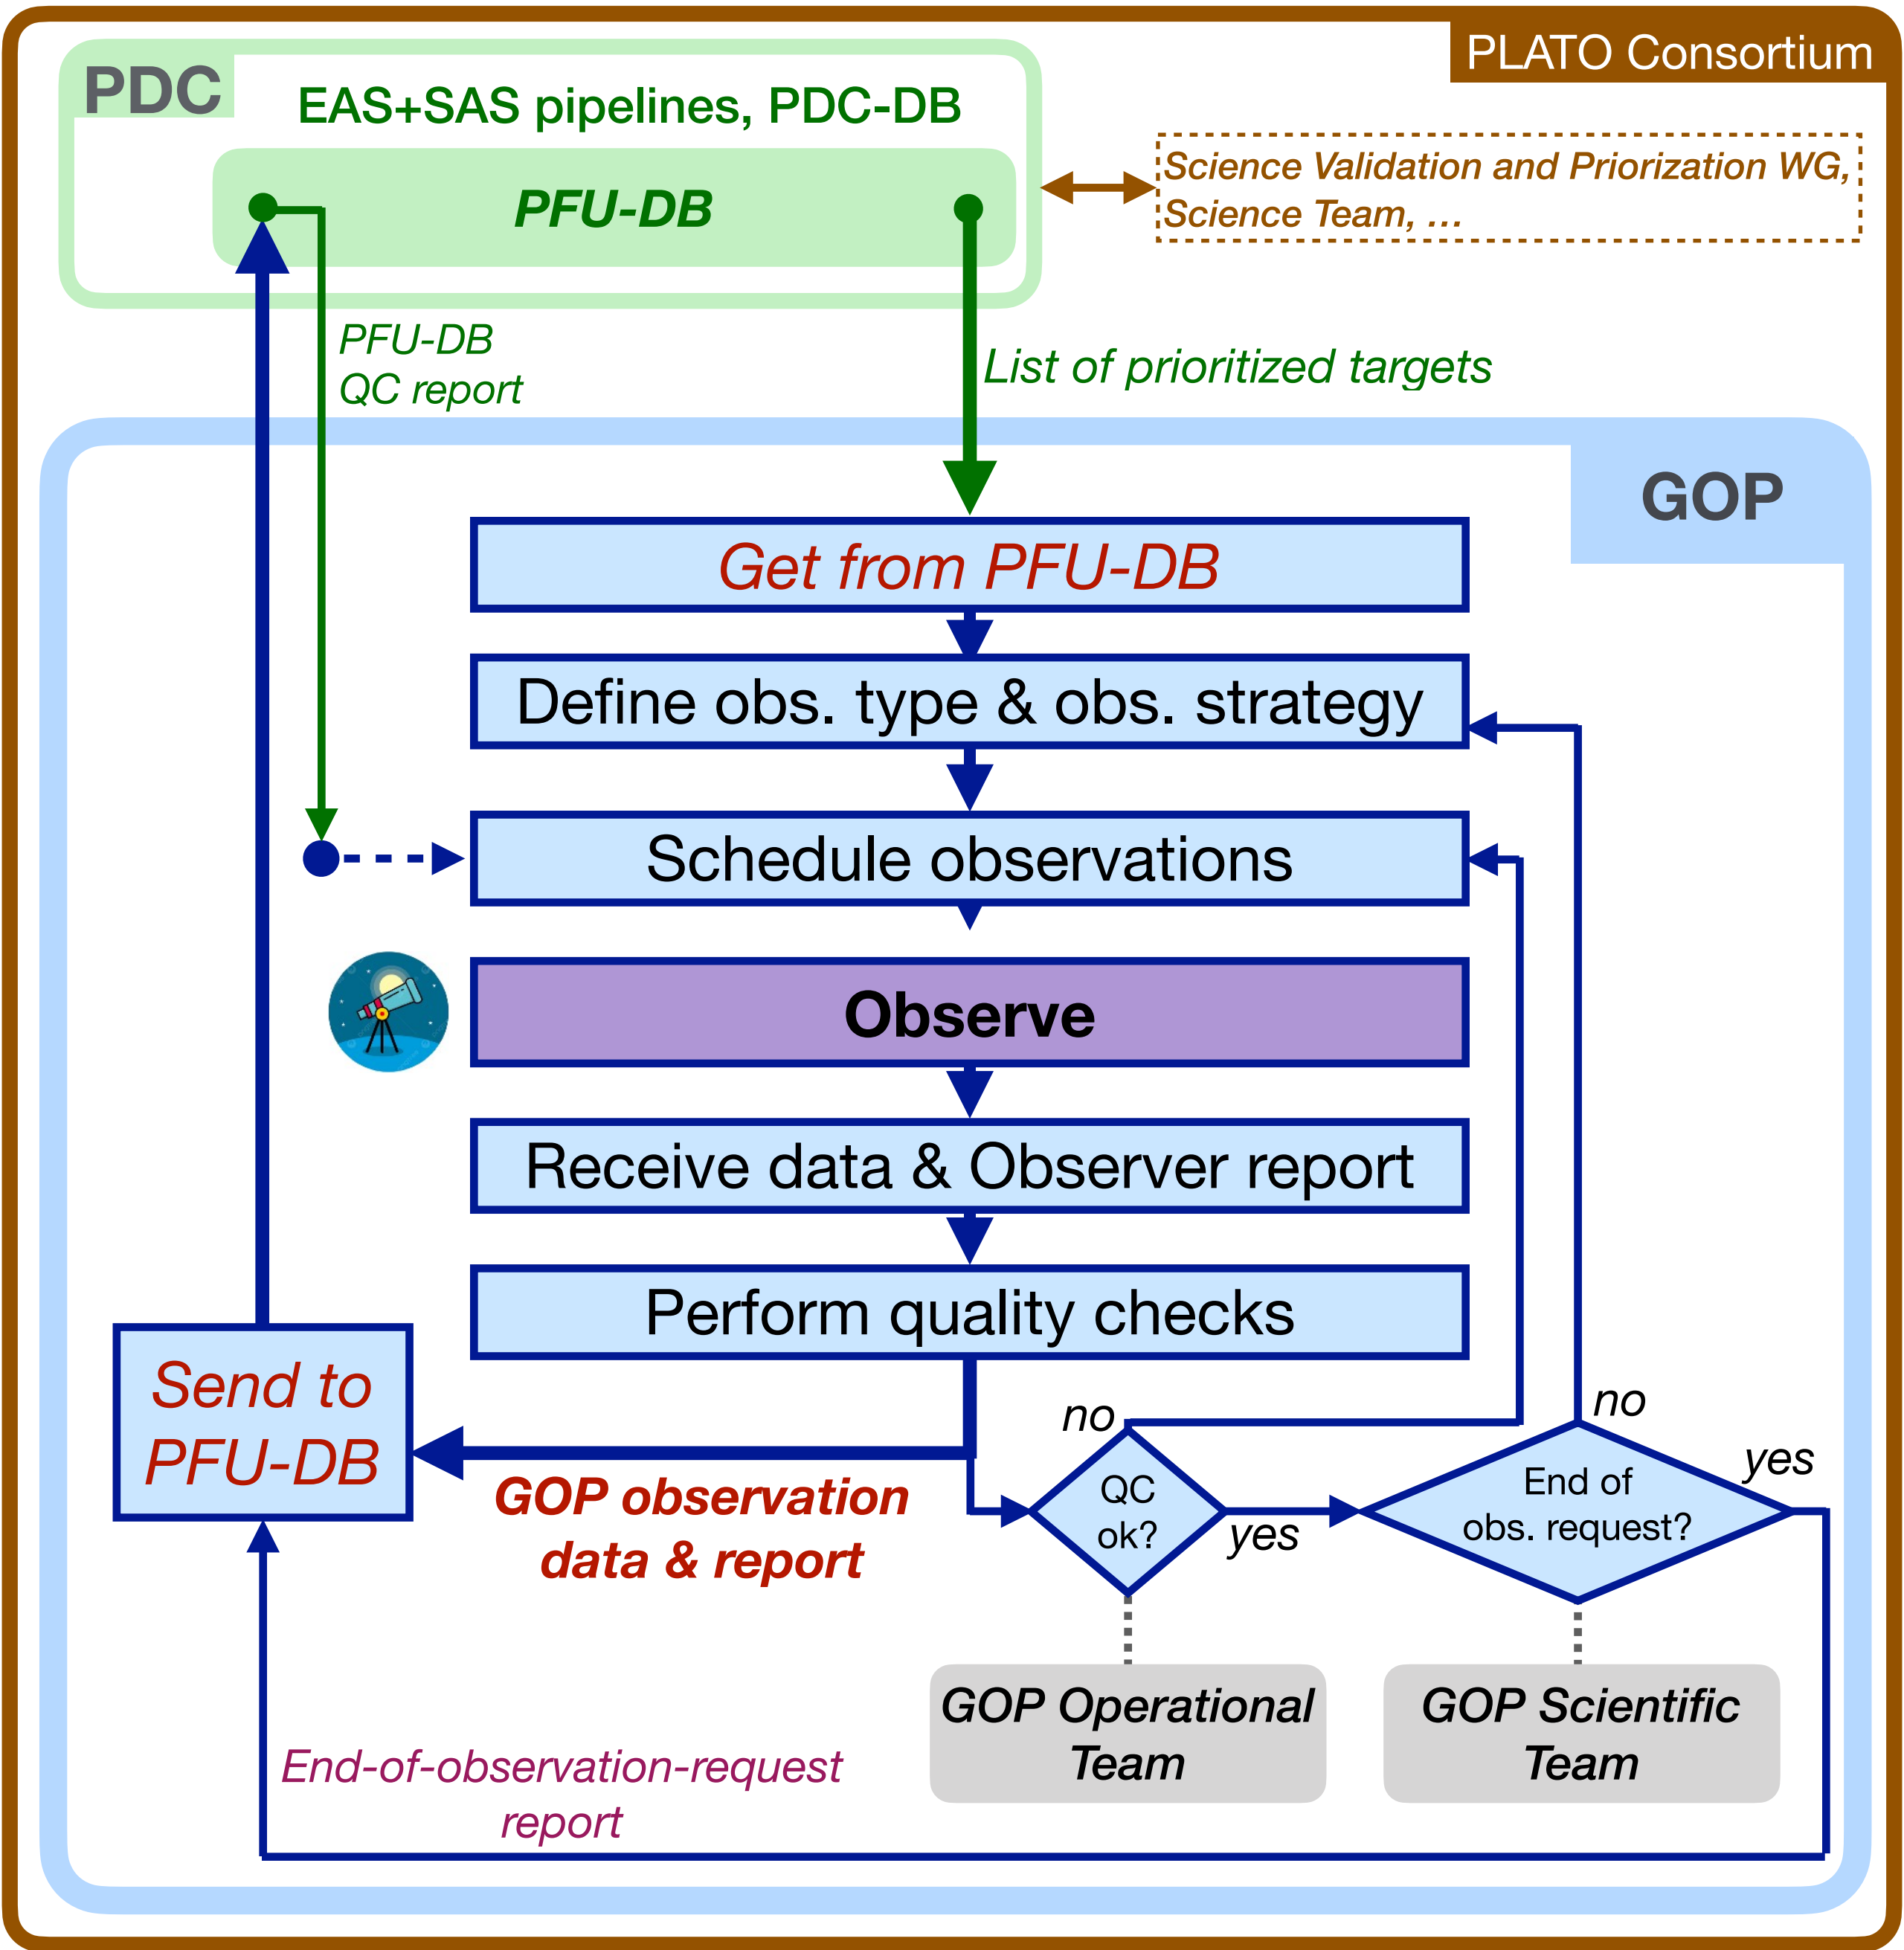 PLATO Consortium
PDC
EAS+SAS pipelines, PDC-DB
PFU-DB
Science Validation and Priorization WG,
Science Team, ...
PFU-DB
QC report
List of prioritized targets
GOP
Get from PFU-DB
Define obs. type & obs. strategy
Schedule observations
Observe
Receive data & Observer report
Perform quality checks
Send to
PFU-DB
GOP observation
data & report
no
QC
ok?
yes
no
End of
obs. request?
yes
GOP Operational
Team
GOP Scientific
Team
End-of-observation-request
report